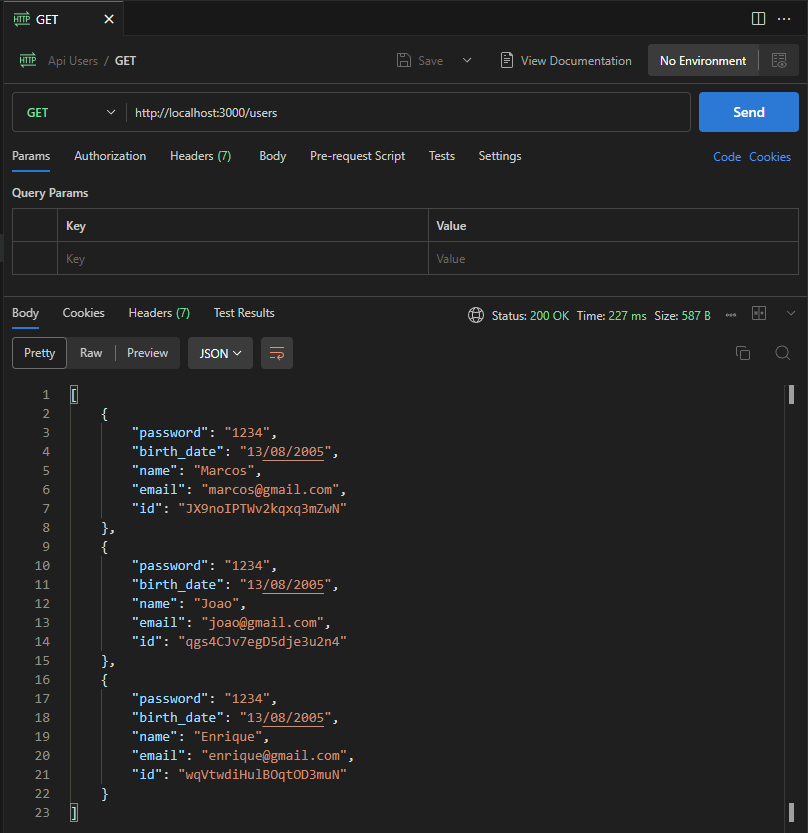 HTTP GET
HTTP Api Users / GET Save View Documentation No Environment
GET http://localhost:3000/users Send
Params Authorization Headers (7) Body Pre-request Script Tests Settings Code Cookies
Query Params
Key Value
Key Value
Body Cookies Headers (7) Test Results Status: 200 OK Time: 227 ms Size: 587 B
Pretty Raw Preview JSON
1 [
2 {
3 "password": "1234",
4 "birth_date": "13/08/2005",
5 "name": "Marcos",
6 "email": "marcos@gmail.com",
7 "id": "JX9noIPTWv2kqxq3mZwN"
8 },
9 {
10 "password": "1234",
11 "birth_date": "13/08/2005",
12 "name": "Joao",
13 "email": "joao@gmail.com",
14 "id": "qgs4CJv7egD5dje3u2n4"
15 },
16 {
17 "password": "1234",
18 "birth_date": "13/08/2005",
19 "name": "Enrique",
20 "email": "enrique@gmail.com",
21 "id": "wqVtwdiHulBOqtOD3muN"
22 }
23 ]